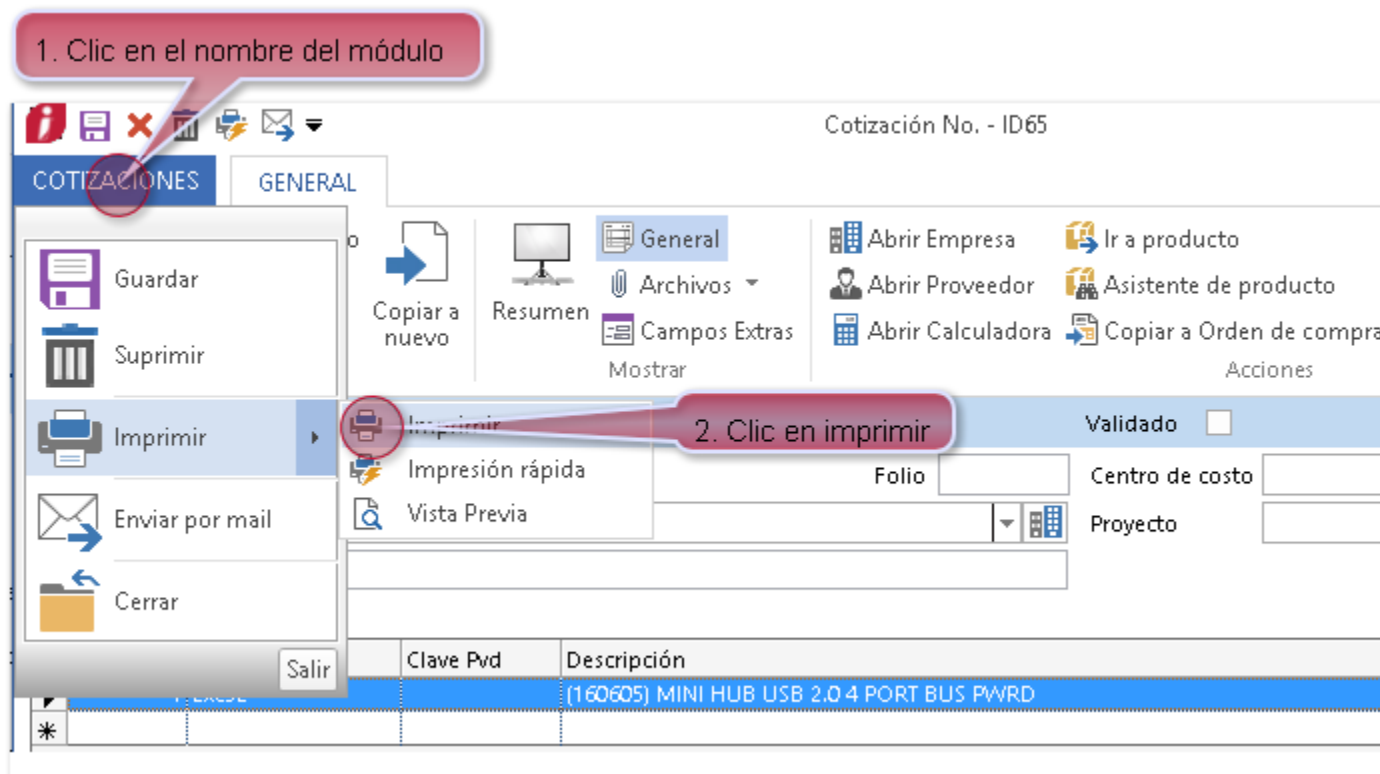 1. Clic en el nombre del módulo
Cotización No. - ID65
COTIZACIONES GENERAL
Guardar
Suprimir
Imprimir
Enviar por mail
Cerrar
Salir
Imprimir
Impresión rápida
Vista Previa
2. Clic en imprimir
Copiar a
nuevo
Resumen
General
Archivos
Campos Extras
Mostrar
Abrir Empresa
Abrir Proveedor
Abrir Calculadora
Ir a producto
Asistente de producto
Copiar a Orden de compra
Acciones
Validado
Folio
Centro de costo
Proyecto
Clave Pvd Descripción
(160605) MINI HUB USB 2.0 4 PORT BUS PWRD